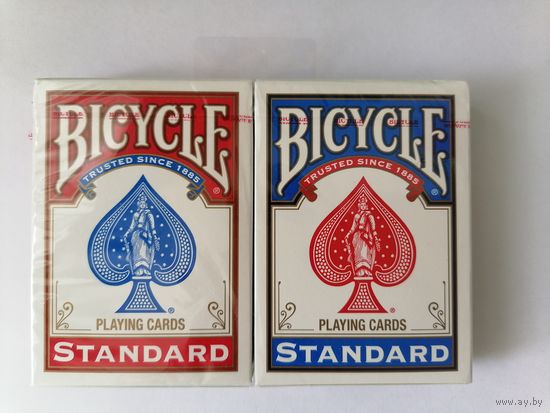 BICYCLE
TRUSTED SINCE 1885
®
®
PLAYING CARDS
STANDARD
BICYCLE
TRUSTED SINCE 1885
®
®
PLAYING CARDS
STANDARD
www.ay.by